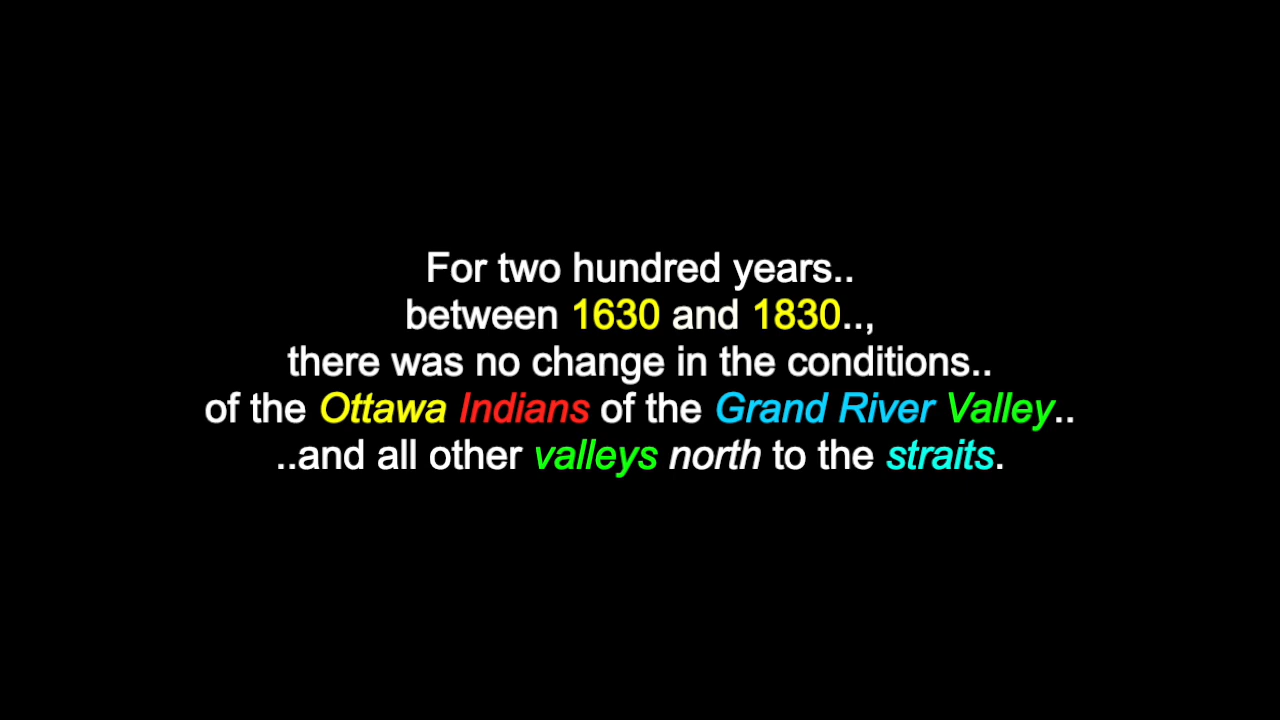 For two hundred years..
between 1630 and 1830..,
there was no change in the conditions..
of the Ottawa Indians of the Grand River Valley..
..and all other valleys north to the straits.